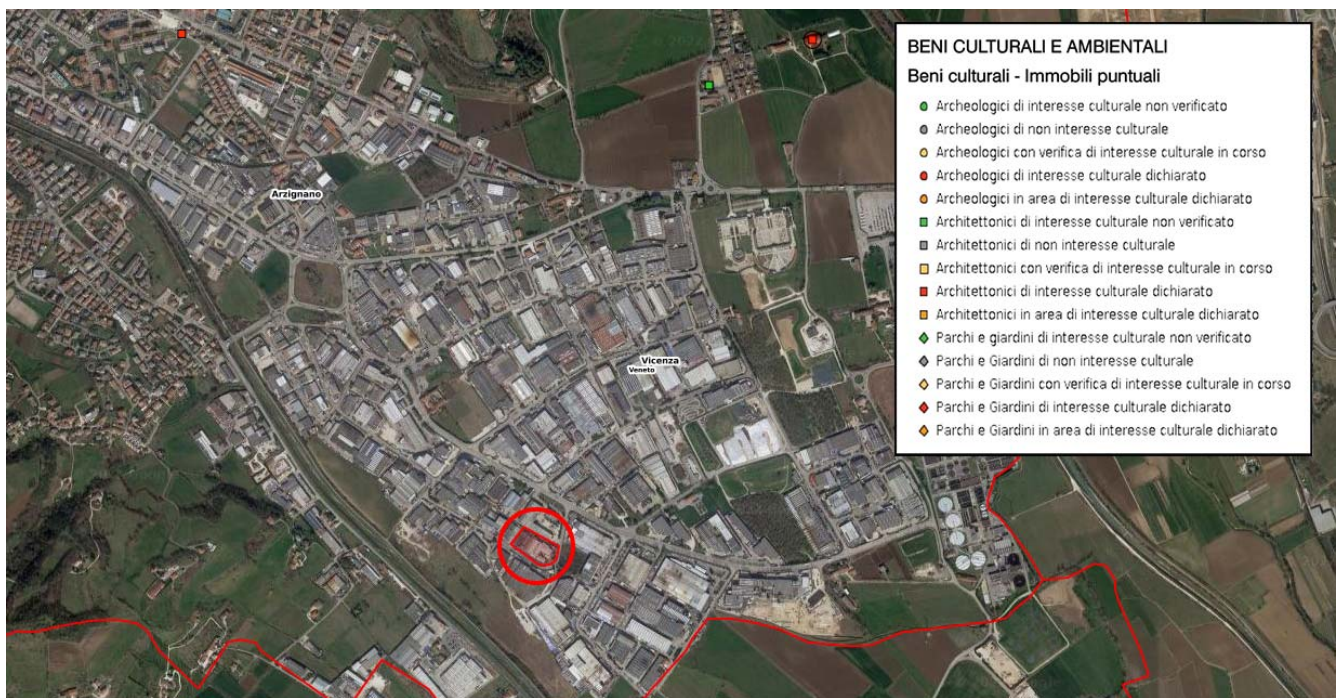 BENI CULTURALI E AMBIENTALI
Beni culturali - Immobili puntuali
Archeologici di interesse culturale non verificato
Archeologici di non interesse culturale
Archeologici con verifica di interesse culturale in corso
Archeologici di interesse culturale dichiarato
Archeologici in area di interesse culturale dichiarato
Architettonici di interesse culturale non verificato
Architettonici di non interesse culturale
Architettonici con verifica di interesse culturale in corso
Architettonici di interesse culturale dichiarato
Architettonici in area di interesse culturale dichiarato
Parchi e giardini di interesse culturale non verificato
Parchi e Giardini di non interesse culturale
Parchi e Giardini con verifica di interesse culturale in corso
Parchi e Giardini di interesse culturale dichiarato
Parchi e Giardini in area di interesse culturale dichiarato
Arzignano
Vicenza
Veneto